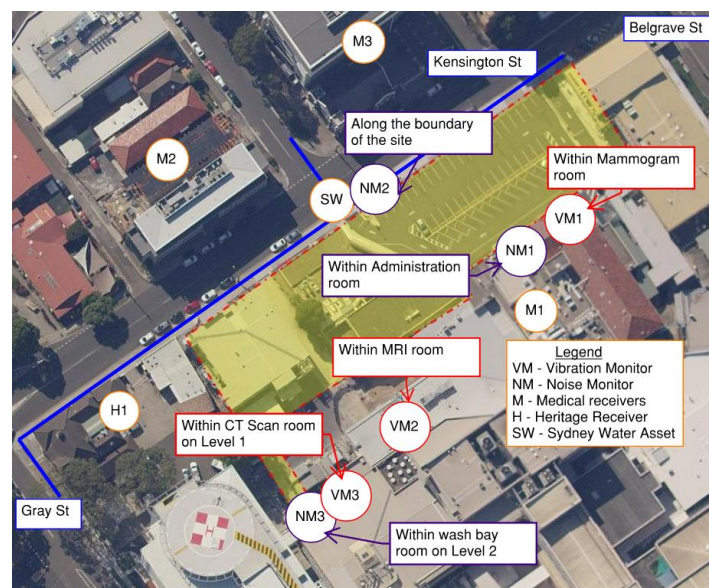 Belgrave St
M3
Kensington St
Along the boundary
of the site
M2
Within Mammogram
room
NM2
SW
VM1
NM1
Within Administration
room
M1
Within MRI room
Legend
VM - Vibration Monitor
NM - Noise Monitor
M - Medical receivers
H - Heritage Receiver
SW - Sydney Water Asset
H1
Within CT Scan room
on Level 1
VM2
VM3
Gray St
NM3
Within wash bay
room on Level 2
H